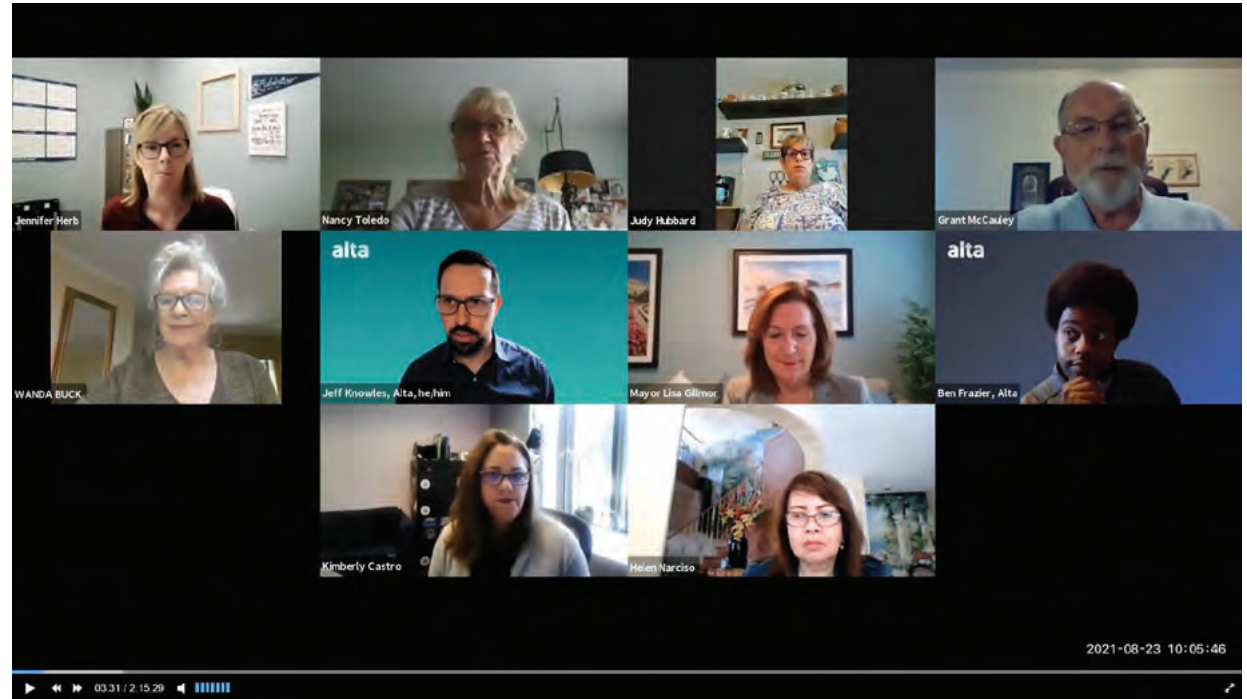 Jennifer Herb
Nancy Toledo
Judy Hubbard
Grant McCauley
WANDA BUCK
alta
Jeff Knowles, Alta, he/him
Mayor Lisa Gillmor
alta
Ben Frazier, Alta
Kimberly Castro
Helen Narciso
2021-08-23 10:05:46
03:31 / 2:15:29